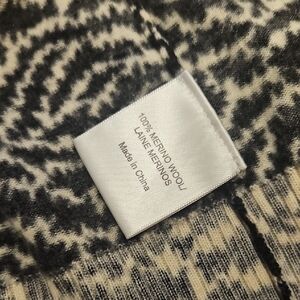 100% MERINO WOOL/
LAINE MERINOS
Made in China